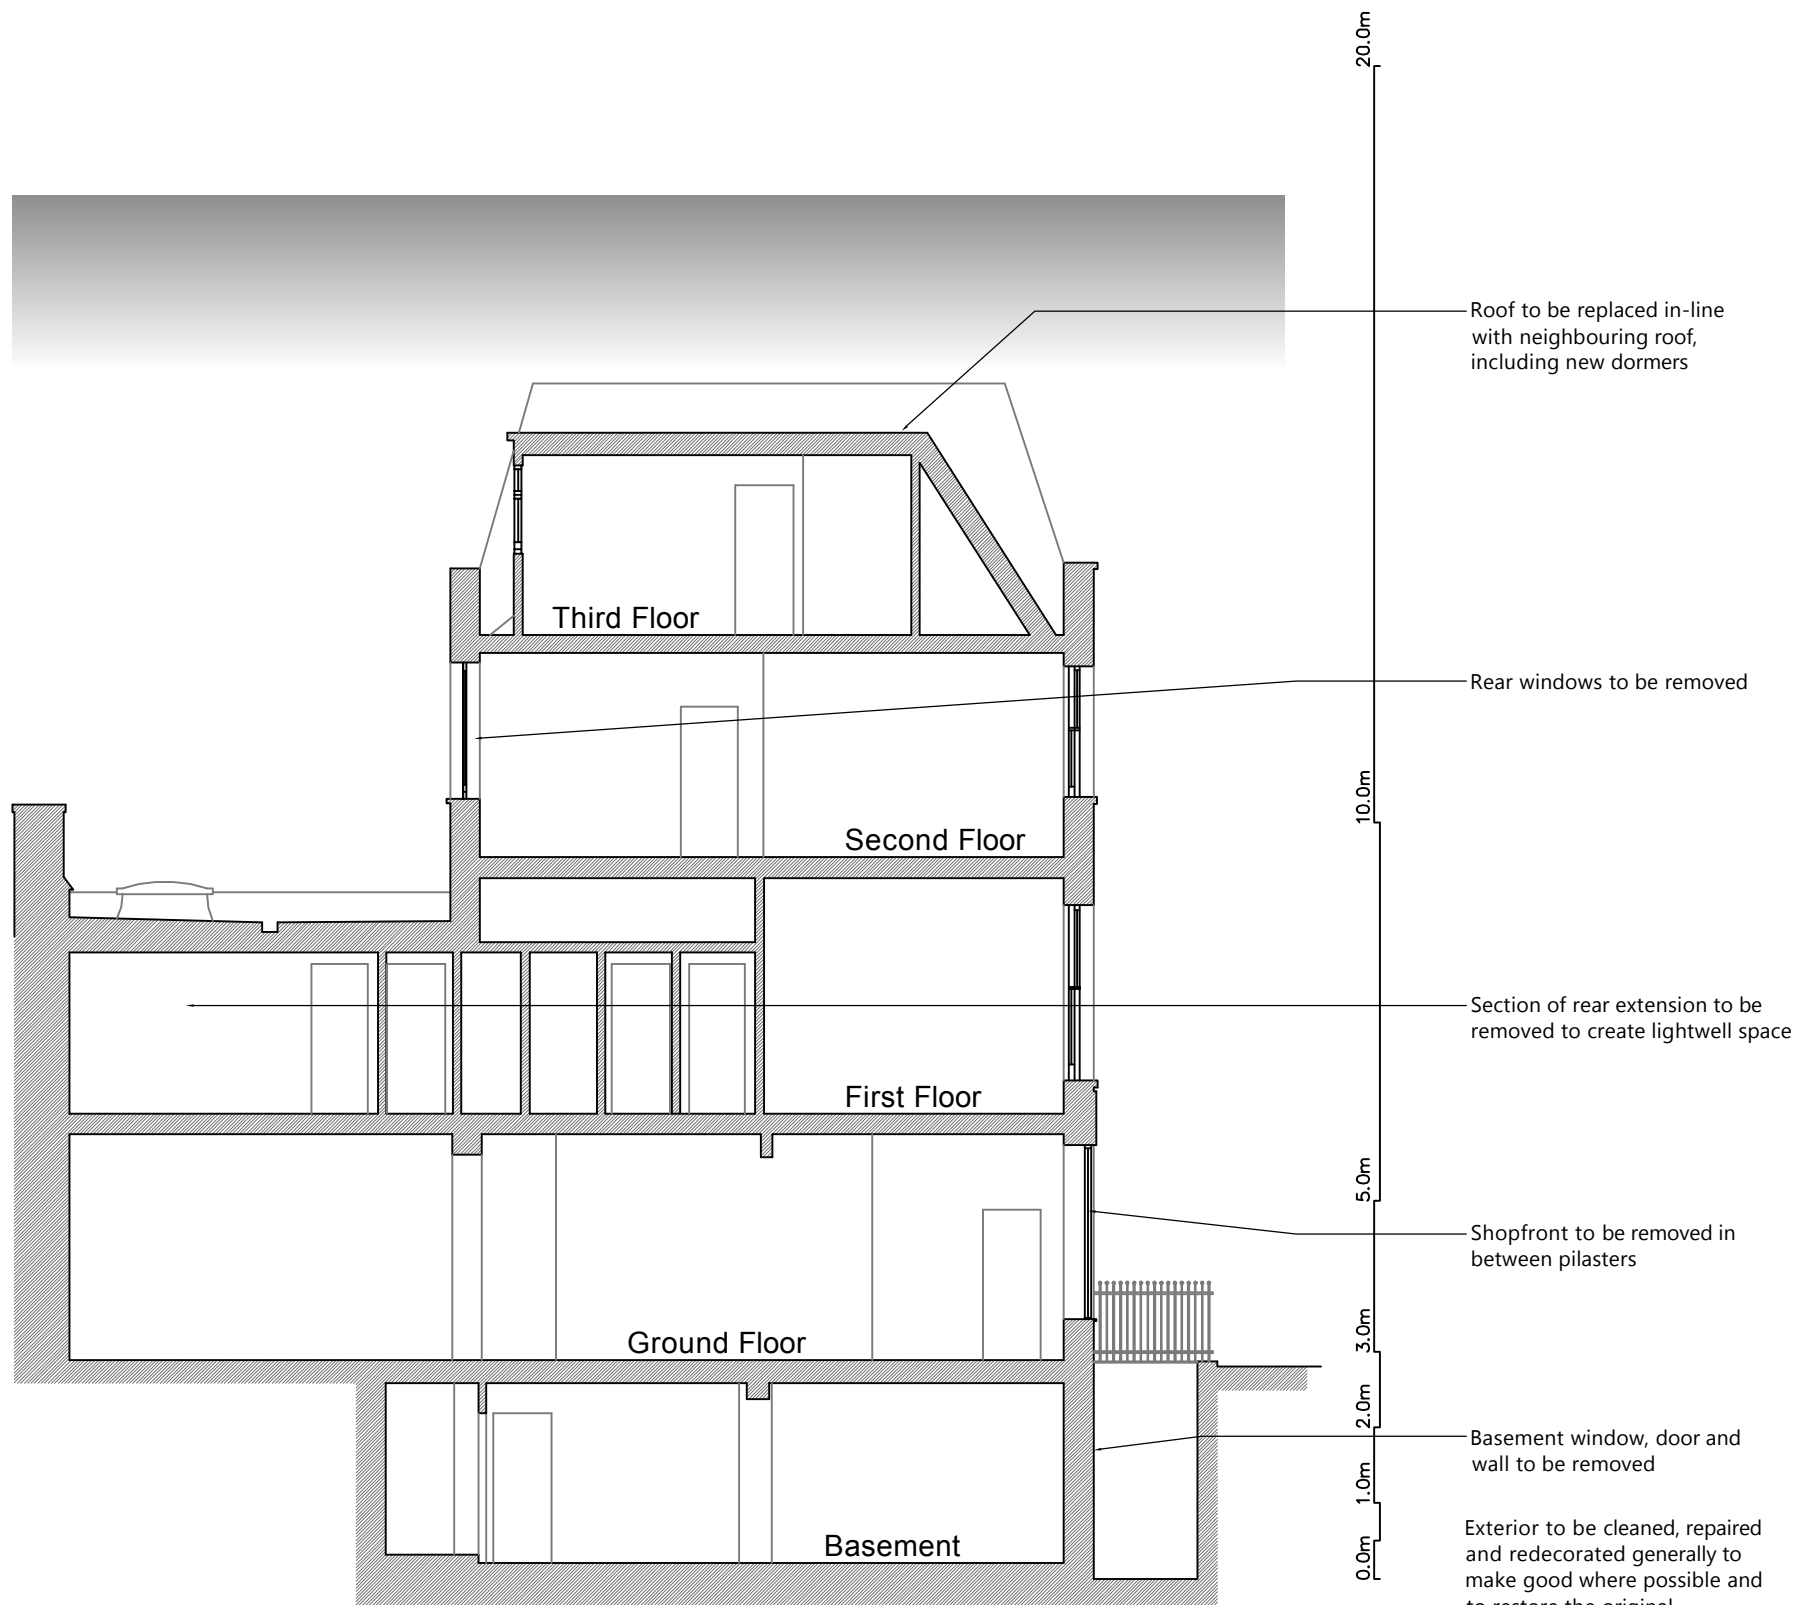 20.0m
Roof to be replaced in-line
with neighbouring roof,
including new dormers
Third Floor
Rear windows to be removed
10.0m
Second Floor
Section of rear extension to be
removed to create lightwell space
First Floor
5.0m
Shopfront to be removed in
between pilasters
3.0m
Ground Floor
2.0m
Basement window, door and
wall to be removed
1.0m
Exterior to be cleaned, repaired
and redecorated generally to
make good where possible and
to restore the original
Basement
0.0m